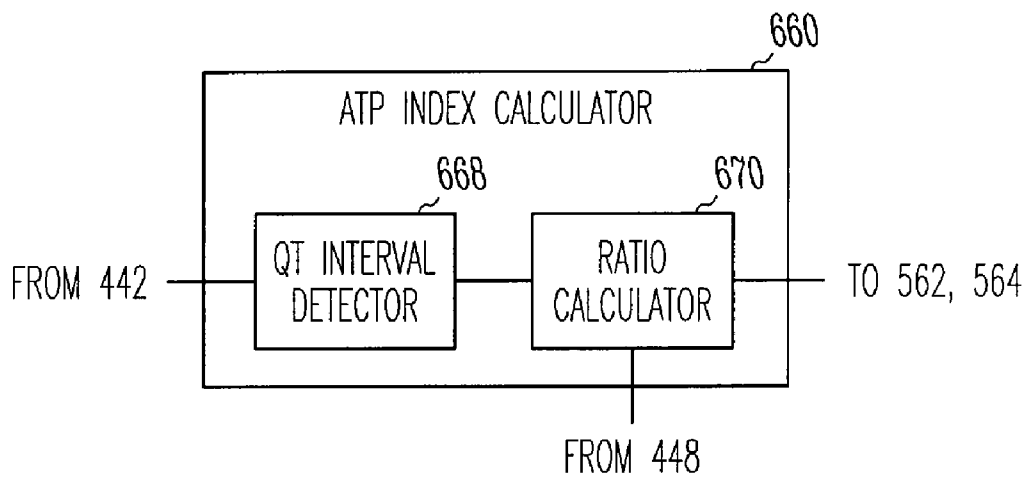 660
ATP INDEX CALCULATOR
668
670
QT INTERVAL
DETECTOR
RATIO
CALCULATOR
FROM 442
TO 562, 564
FROM 448